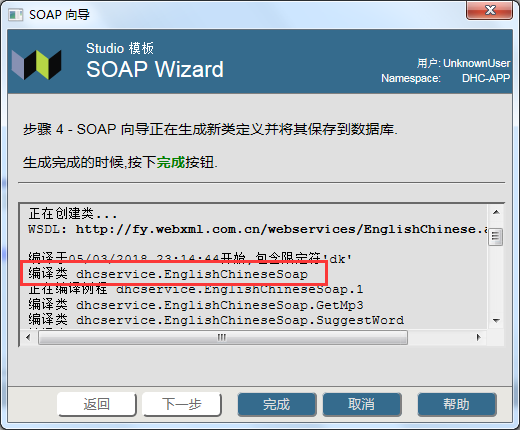 SOAP 向导
Studio 模板
SOAP Wizard
用户: UnknownUser
Namespace: DHC-APP
步骤 4 - SOAP 向导正在生成新类定义并将其保存到数据库.
生成完成的时候,按下完成按钮.
正在创建类...
WSDL: http://fy.webxml.com.cn/webservices/EnglishChinese.a
编译于05/03/2018 23:14:44开始,包含限定符'dk'
编译类 dhcservice.EnglishChineseSoap
正在编译例程 dhcservice.EnglishChineseSoap.1
编译类 dhcservice.EnglishChineseSoap.GetMp3
编译类 dhcservice.EnglishChineseSoap.SuggestWord
返回
下一步
完成
取消
帮助